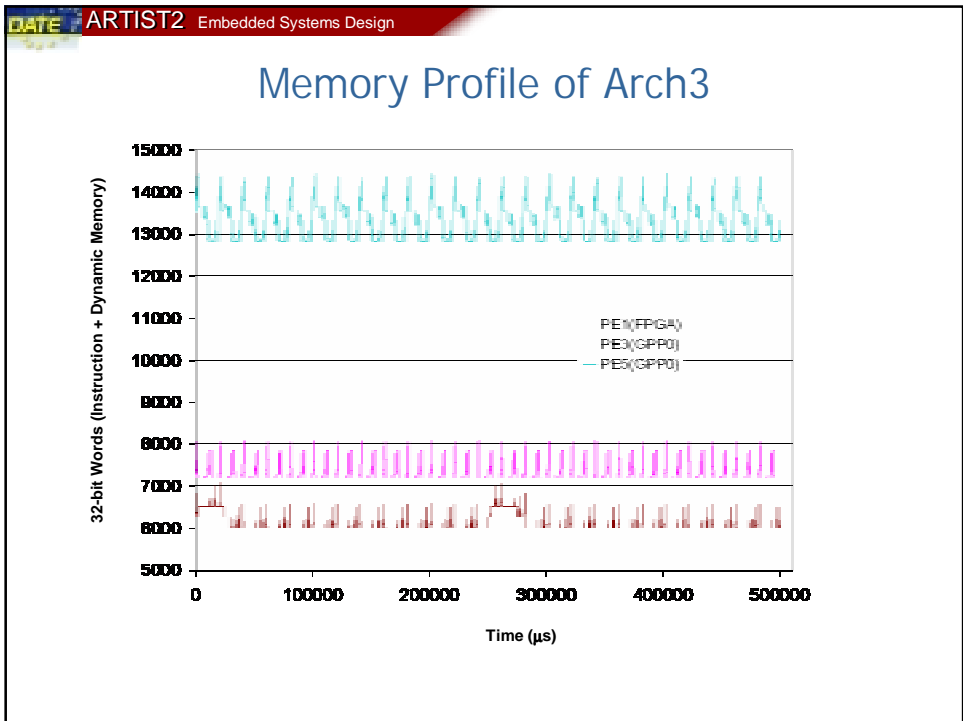 DATE ARTIST2 Embedded Systems Design
Memory Profile of Arch3
32-bit Words (Instruction + Dynamic Memory)
15000
14000
13000
12000
11000
10000
9000
8000
7000
6000
5000
PE1(FPGA)
PE3(GPP0)
PE5(GPP0)
0 100000 200000 300000 400000 500000
Time (µs)